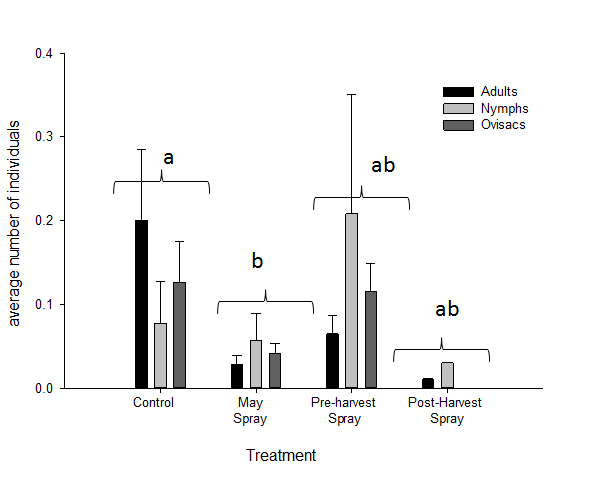 0.4
0.3
0.2
0.1
0.0
average number of individuals
Adults
Nymphs
Ovisacs
a
b
ab
ab
Control
May
Spray
Pre-harvest
Spray
Post-Harvest
Spray
Treatment